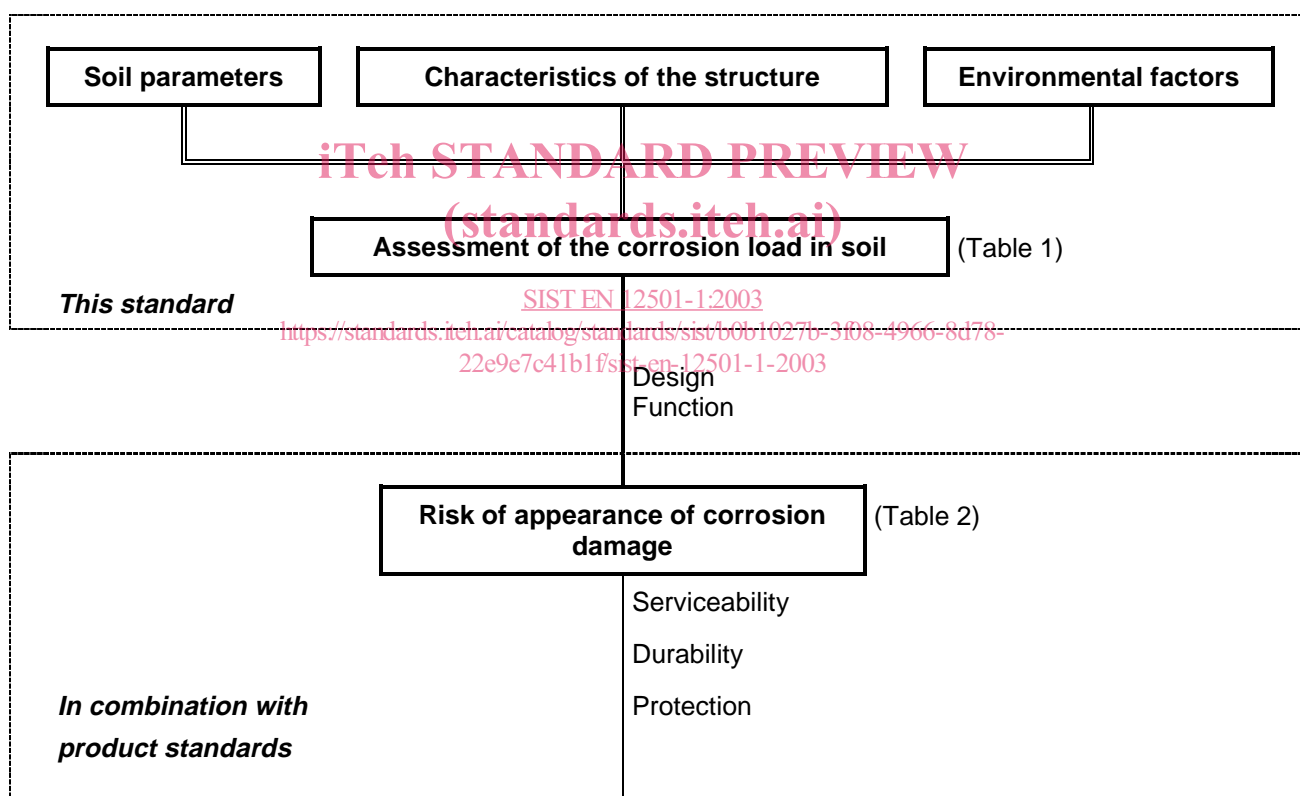 Soil parameters
Characteristics of the structure
Environmental factors
iTeh STANDARD PREVIEW
(standards.iteh.ai)
Assessment of the corrosion load in soil
(Table 1)
This standard
SIST EN 12501-1:2003
https://standards.iteh.ai/catalog/standards/sist/b0b1027b-3f08-4966-8d78-
22e9e7c41b1f/sist-en-12501-1-2003
Design
Function
Risk of appearance of corrosion
damage
(Table 2)
Serviceability
Durability
In combination with
product standards
Protection